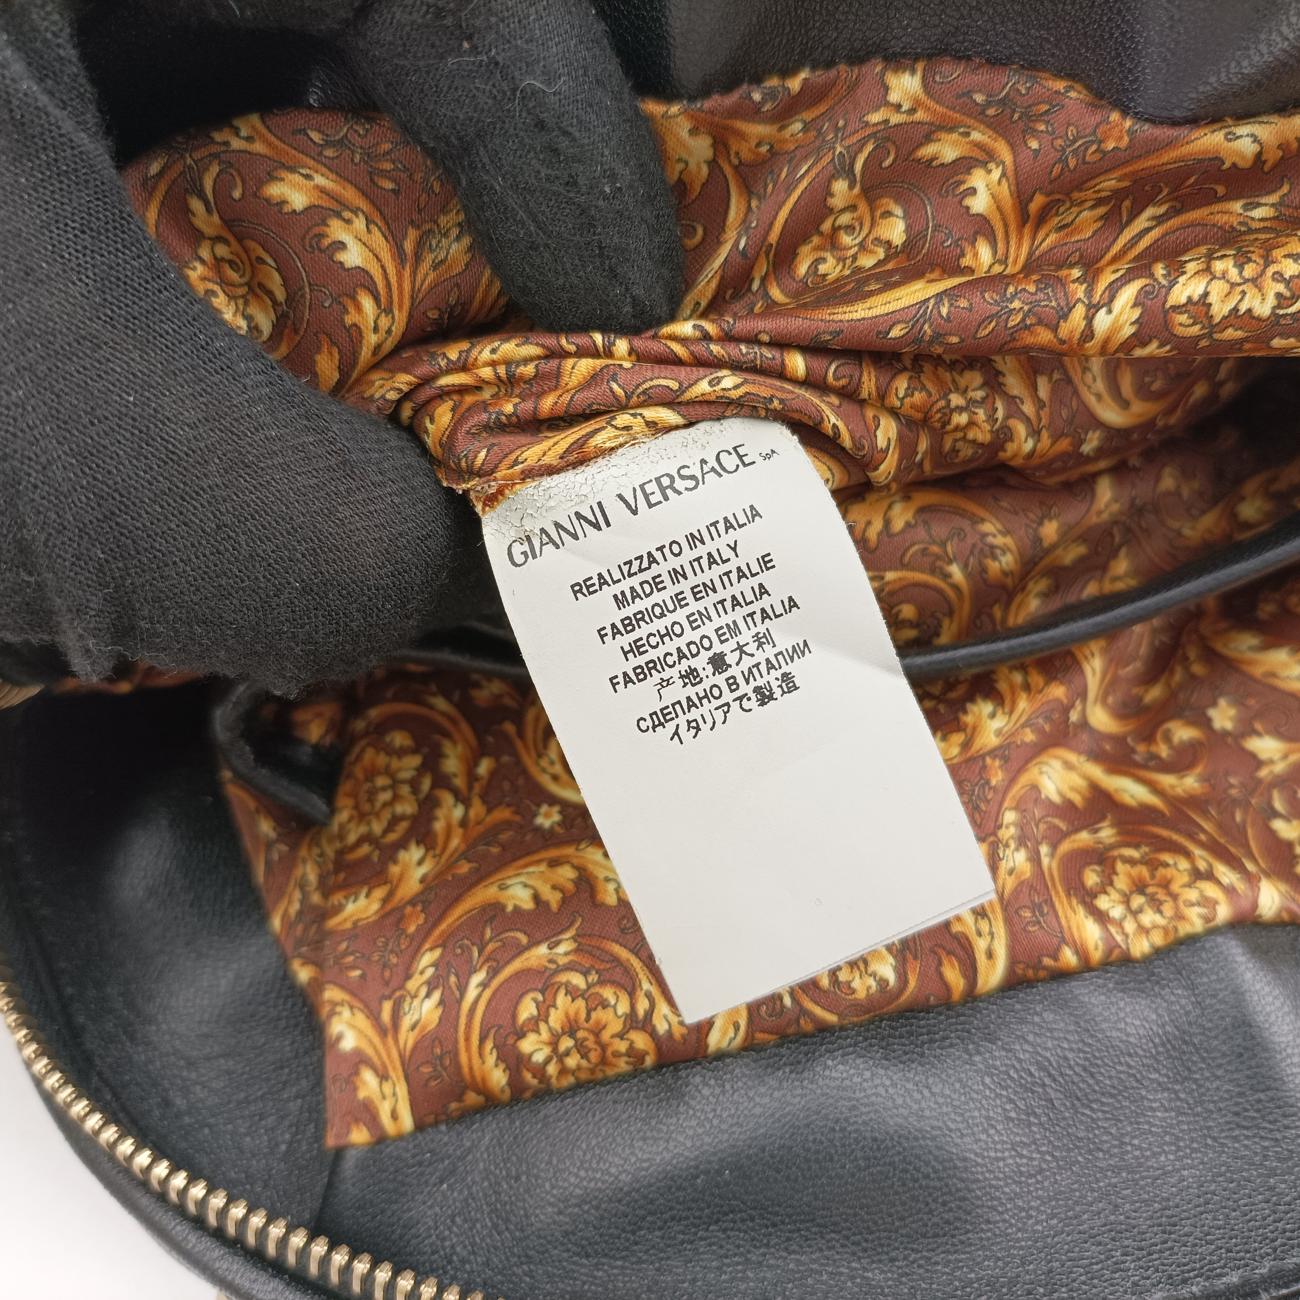 GIANNI VERSACE SpA
REALIZZATO IN ITALIA
MADE IN ITALY
FABRIQUE EN ITALIE
HECHO EN ITALIA
FABRICADO EM ITALIA
产地:意大利
СДЕЛАНО В ИТАЛИИ
イタリアで製造